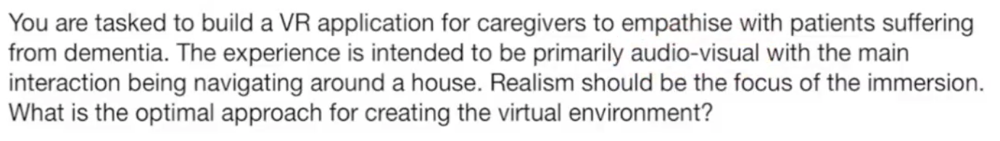 You are tasked to build a VR application for caregivers to empathise with patients suffering
from dementia. The experience is intended to be primarily audio-visual with the main
interaction being navigating around a house. Realism should be the focus of the immersion.
What is the optimal approach for creating the virtual environment?